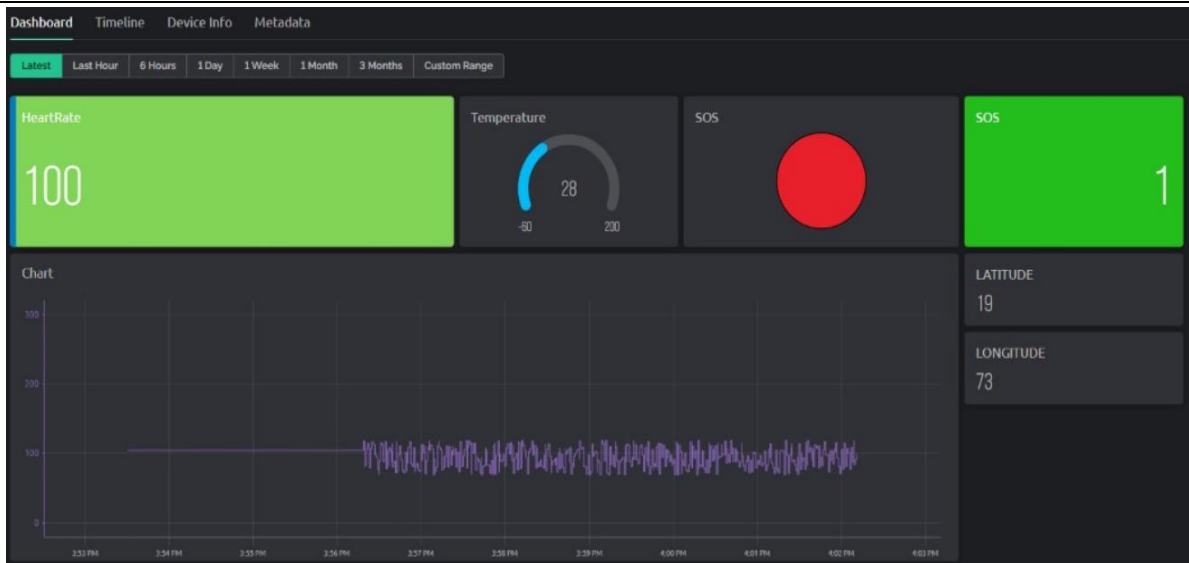 Dashboard Timeline Device Info Metadata
Latest Last Hour 6 Hours 1 Day 1 Week 1 Month 3 Months Custom Range
HeartRate
100
Temperature
28
-60 200
SOS
SOS
1
Chart
300
200
100
0
3:53 PM 3:54 PM 3:55 PM 3:56 PM 3:57 PM 3:58 PM 3:59 PM 4:00 PM 4:01 PM 4:02 PM 4:03 PM
LATITUDE
19
LONGITUDE
73